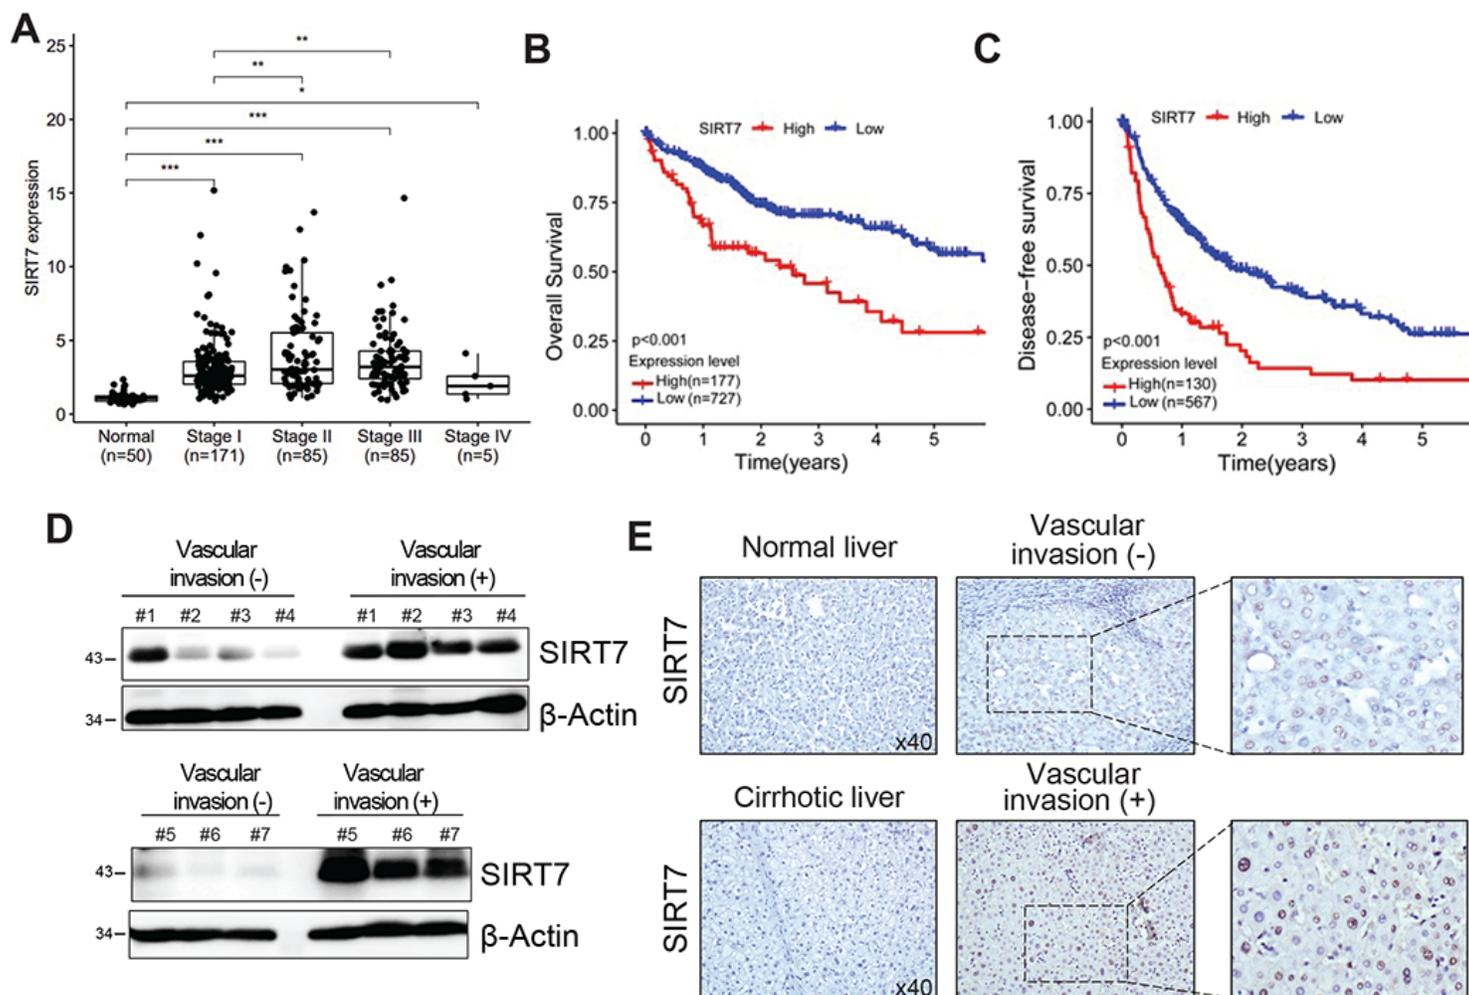 A
SIRT7 expression
25
20
15
10
5
0
**
**
*
***
***
***
Normal
(n=50)
Stage I
(n=171)
Stage II
(n=85)
Stage III
(n=85)
Stage IV
(n=5)
B
SIRT7 High Low
Overall Survival
1.00
0.75
0.50
0.25
0.00
p<0.001
Expression level
High(n=177)
Low (n=727)
0 1 2 3 4 5
Time(years)
C
SIRT7 High Low
Disease-free survival
1.00
0.75
0.50
0.25
0.00
p<0.001
Expression level
High(n=130)
Low (n=567)
0 1 2 3 4 5
Time(years)
D
Vascular
invasion (-)
Vascular
invasion (+)
#1 #2 #3 #4 #1 #2 #3 #4
43 SIRT7
34 β-Actin
Vascular
invasion (-)
Vascular
invasion (+)
#5 #6 #7 #5 #6 #7
43 SIRT7
34 β-Actin
E
Normal liver
Vascular
invasion (-)
SIRT7
x40
Cirrhotic liver
Vascular
invasion (+)
SIRT7
x40